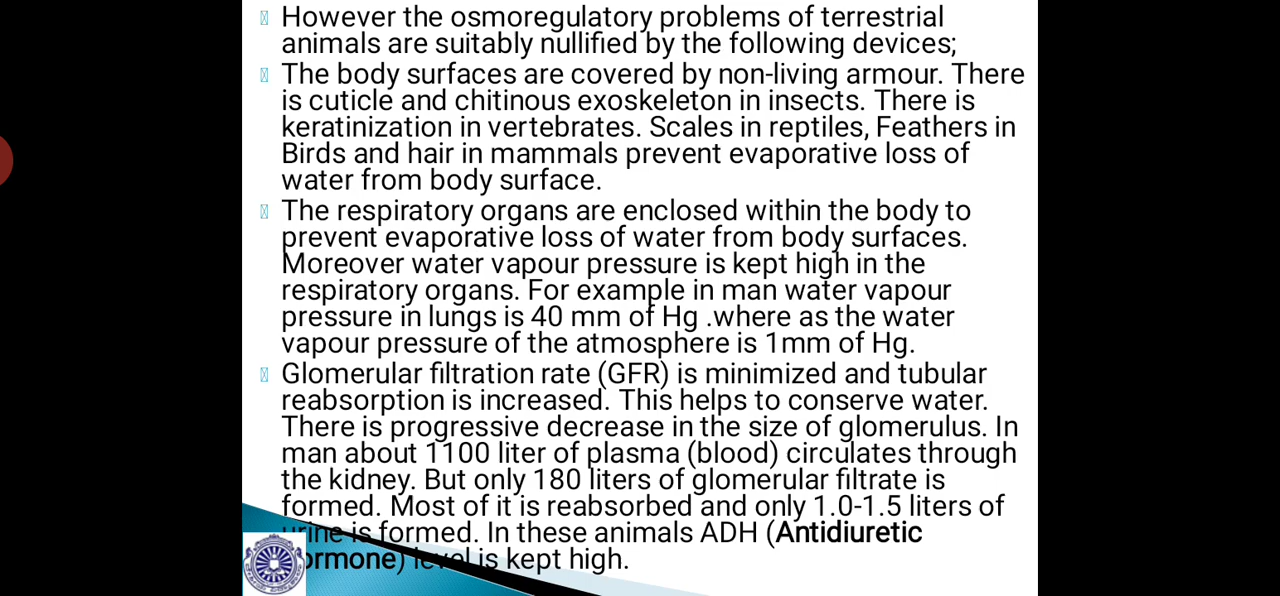 However the osmoregulatory problems of terrestrial
animals are suitably nullified by the following devices;
The body surfaces are covered by non-living armour. There
is cuticle and chitinous exoskeleton in insects. There is
keratinization in vertebrates. Scales in reptiles, Feathers in
Birds and hair in mammals prevent evaporative loss of
water from body surface.
The respiratory organs are enclosed within the body to
prevent evaporative loss of water from body surfaces.
Moreover water vapour pressure is kept high in the
respiratory organs. For example in man water vapour
pressure in lungs is 40 mm of Hg .where as the water
vapour pressure of the atmosphere is 1mm of Hg.
Glomerular filtration rate (GFR) is minimized and tubular
reabsorption is increased. This helps to conserve water.
There is progressive decrease in the size of glomerulus. In
man about 1100 liter of plasma (blood) circulates through
the kidney. But only 180 liters of glomerular filtrate is
formed. Most of it is reabsorbed and only 1.0-1.5 liters of
urine is formed. In these animals ADH (Antidiuretic
ormone) level is kept high.